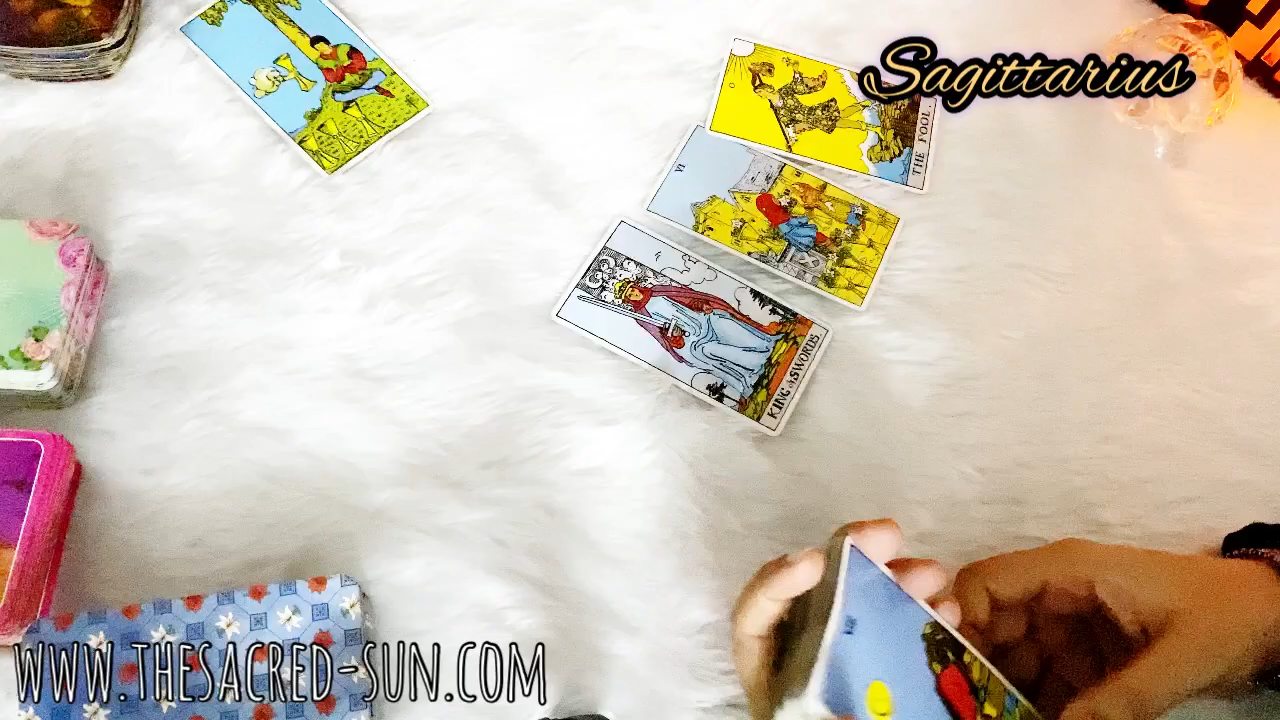 Sagittarius
THE FOOL.
VI
KING of SWORDS
www.thesacred-sun.com